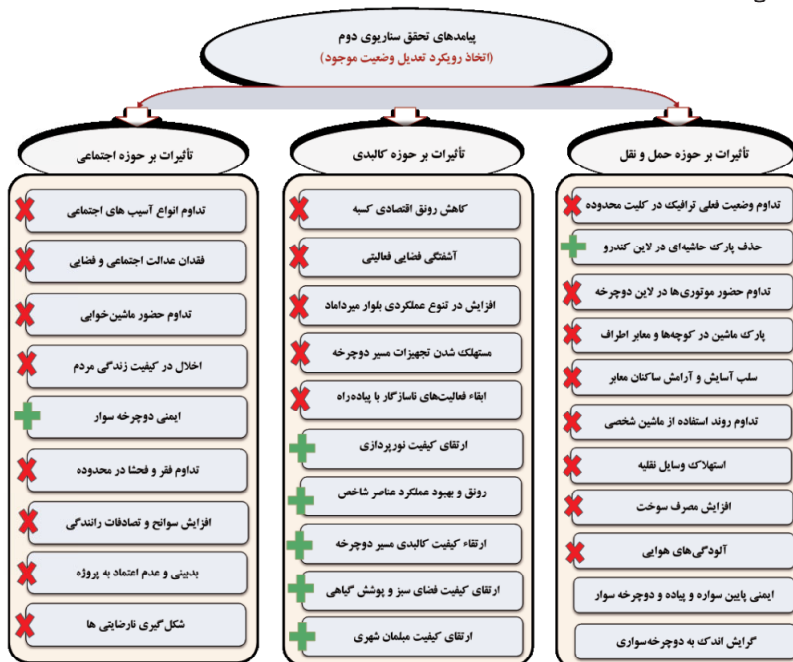 پیامدهای تحقق سناریوی دوم
(اتخاذ رویکرد تعدیل وضعیت موجود)
تأثیرات بر حوزه حمل و نقل
تداوم وضعیت فعلی ترافیک در کلیت محدوده
حذف پارک حاشیه‌ای در لاین کندرو
تداوم حضور موتوری‌ها در لاین دوچرخه
پارک ماشین در کوچه‌ها و معابر اطراف
سلب آسایش و آرامش ساکنان معابر
تداوم روند استفاده از ماشین شخصی
استهلاک وسایل نقلیه
افزایش مصرف سوخت
آلودگی‌های هوایی
ایمنی پایین سواره و پیاده و دوچرخه سوار
گرایش اندک به دوچرخه‌سواری
تأثیرات بر حوزه کالبدی
کاهش رونق اقتصادی کسبه
آشفتگی فضایی فعالیتی
افزایش در تنوع عملکردی بلوار میرداماد
مستهلک شدن تجهیزات مسیر دوچرخه
ابقاء فعالیت‌های ناسازگار با پیاده‌راه
ارتقای کیفیت نورپردازی
رونق و بهبود عملکرد عناصر شاخص
ارتقاء کیفیت کالبدی مسیر دوچرخه
ارتقای کیفیت فضای سبز و پوشش گیاهی
ارتقای کیفیت مبلمان شهری
تأثیرات بر حوزه اجتماعی
تداوم انواع آسیب های اجتماعی
فقدان عدالت اجتماعی و فضایی
تداوم حضور ماشین‌خوابی
اخلال در کیفیت زندگی مردم
ایمنی دوچرخه سوار
تداوم فقر و فحشا در محدوده
افزایش سوانح و تصادفات رانندگی
بدبینی و عدم اعتماد به پروژه
شکل‌گیری نارضایتی ها